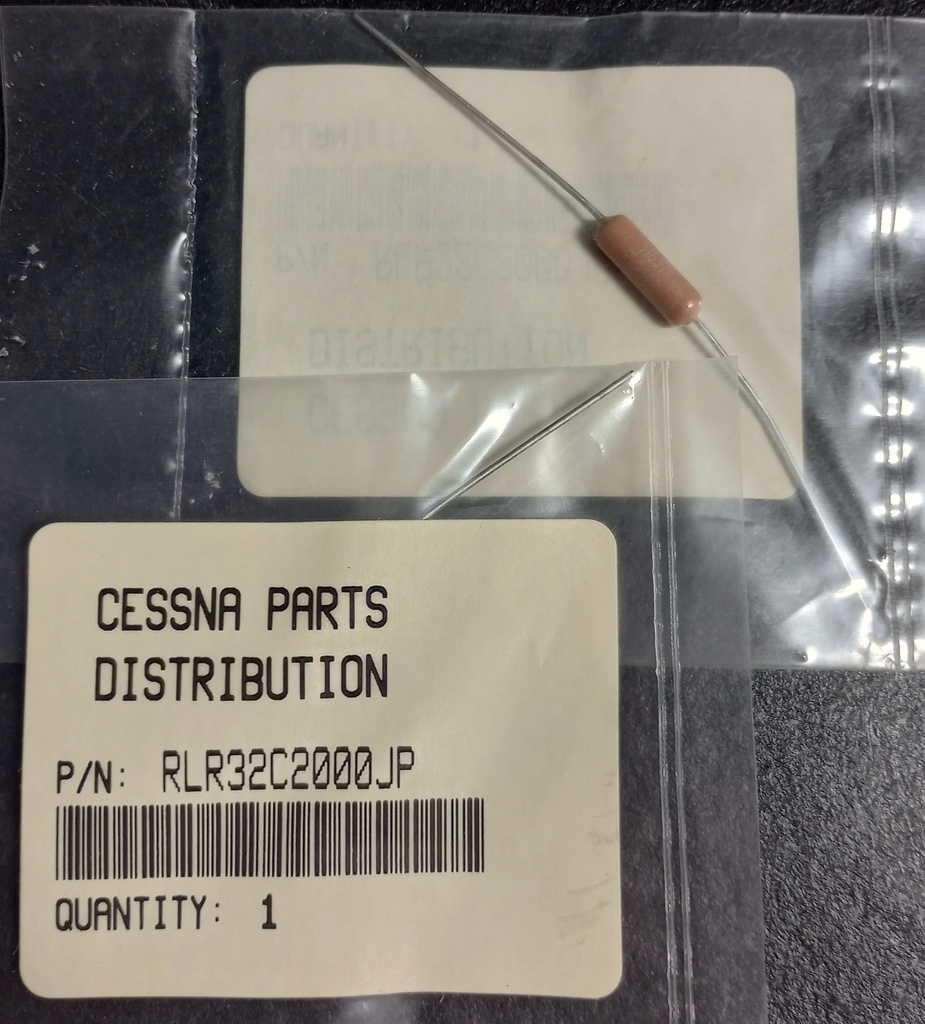 CESSNA PARTS
DISTRIBUTION
P/N: RLR32C2000JP
QUANTITY: 1